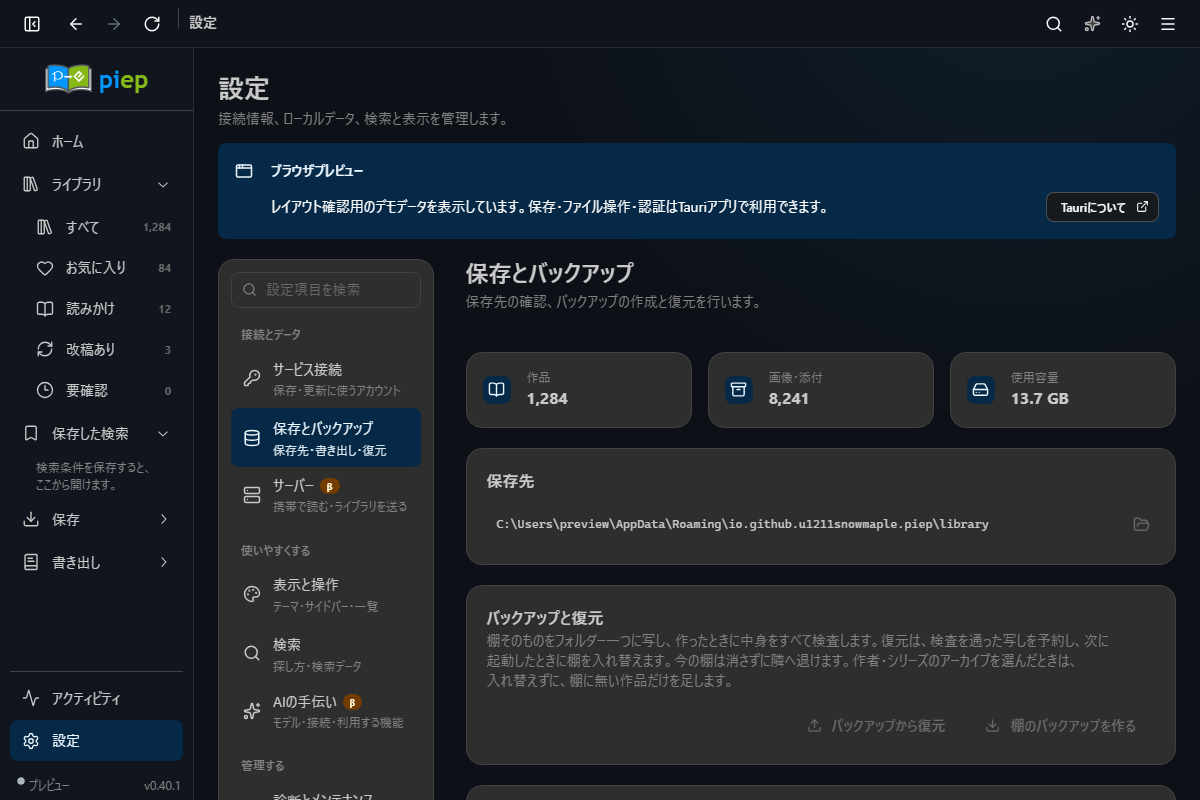 設定
piep
ホーム
ライブラリ
すべて 1,284
お気に入り 84
読みかけ 12
改稿あり 3
要確認 0
保存した検索
検索条件を保存すると、
ここから開けます。
保存
書き出し
アクティビティ
設定
プレビュー v0.40.1
設定
接続情報、ローカルデータ、検索と表示を管理します。
ブラウザプレビュー
レイアウト確認用のデモデータを表示しています。保存・ファイル操作・認証はTauriアプリで利用できます。
Tauriについて
設定項目を検索
接続とデータ
サービス接続
保存・更新に使うアカウント
保存とバックアップ
保存先・書き出し・復元
サーバー β
携帯で読む・ライブラリを送る
使いやすくする
表示と操作
テーマ・サイドバー・一覧
検索
探し方・検索データ
AIの手伝い β
モデル・接続・利用する機能
管理する
診断とメンテナンス
保存とバックアップ
保存先の確認、バックアップの作成と復元を行います。
作品
1,284
画像・添付
8,241
使用容量
13.7 GB
保存先
C:\Users\preview\AppData\Roaming\io.github.u1211snowmaple.piep\library
バックアップと復元
棚そのものをフォルダー一つに写し、作ったときに中身をすべて検査します。復元は、検査を通った写しを予約し、次に
起動したときに棚を入れ替えます。今の棚は消さずに隣へ退けます。作者・シリーズのアーカイブを選んだときは、
入れ替えずに、棚に無い作品だけを足します。
バックアップから復元
棚のバックアップを作る